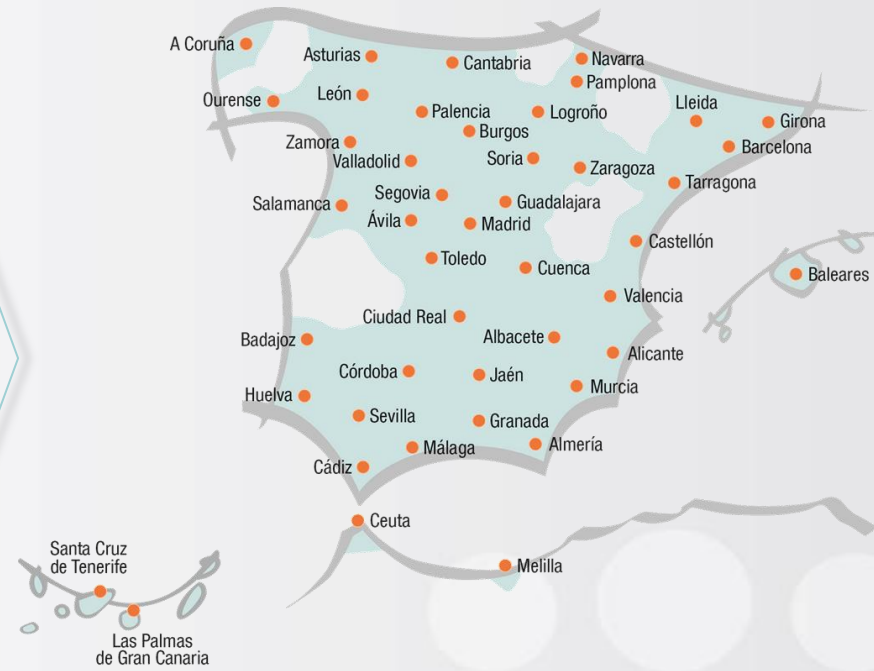 A Coruña
Asturias
Cantabria
Navarra
Pamplona
Ourense
León
Palencia
Logroño
Lleida
Girona
Burgos
Zamora
Valladolid
Soria
Zaragoza
Barcelona
Tarragona
Salamanca
Segovia
Guadalajara
Ávila
Madrid
Castellón
Toledo
Cuenca
Baleares
Valencia
Ciudad Real
Badajoz
Albacete
Alicante
Córdoba
Jaén
Murcia
Huelva
Sevilla
Granada
Málaga
Almería
Cádiz
Ceuta
Melilla
Santa Cruz
de Tenerife
Las Palmas
de Gran Canaria